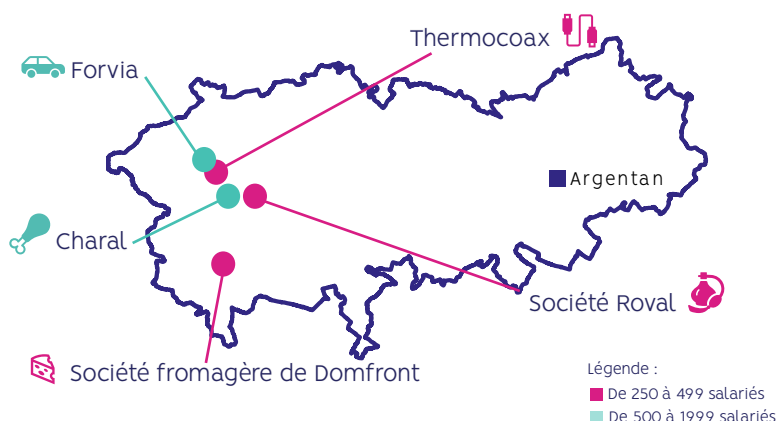 Thermocoax
Forvia
Argentan
Charal
Société Roval
Société fromagère de Domfront
Légende :
De 250 à 499 salariés
De 500 à 1999 salariés